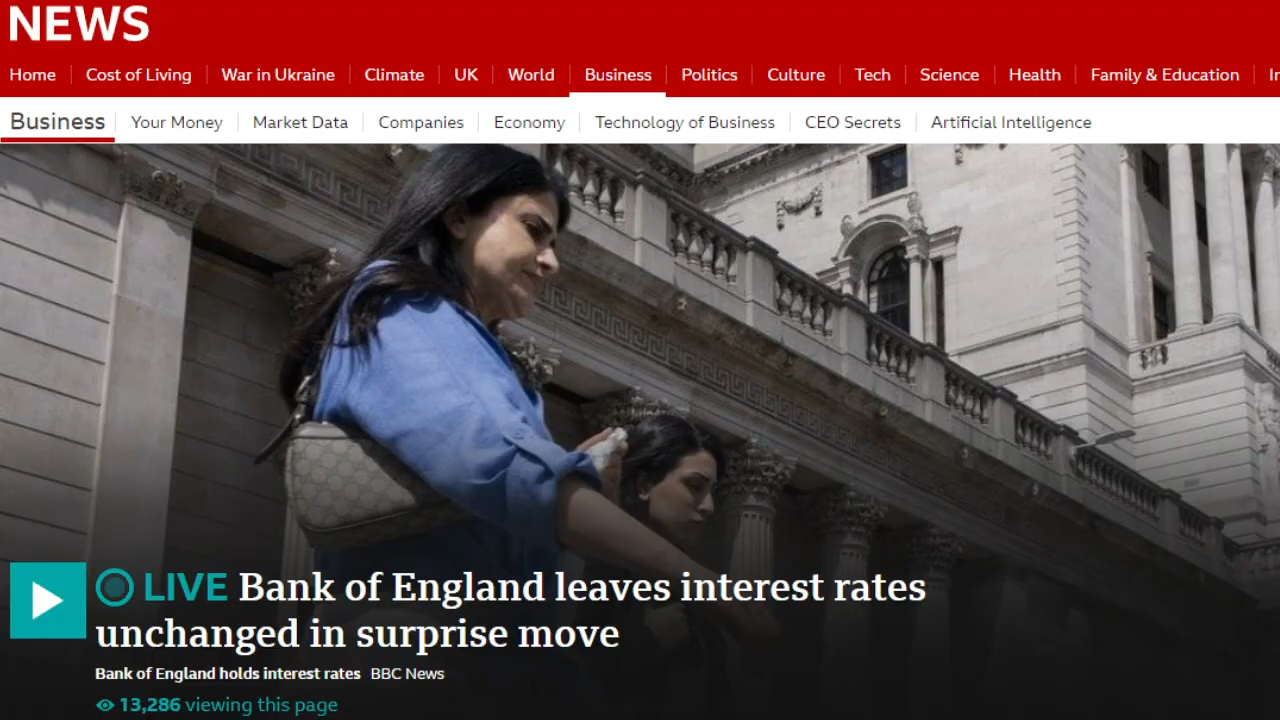 NEWS
Home Cost of Living War in Ukraine Climate UK World Business Politics Culture Tech Science Health Family & Education
Business Your Money Market Data Companies Economy Technology of Business CEO Secrets Artificial Intelligence
LIVE Bank of England leaves interest rates
unchanged in surprise move
Bank of England holds interest rates BBC News
13,286 viewing this page